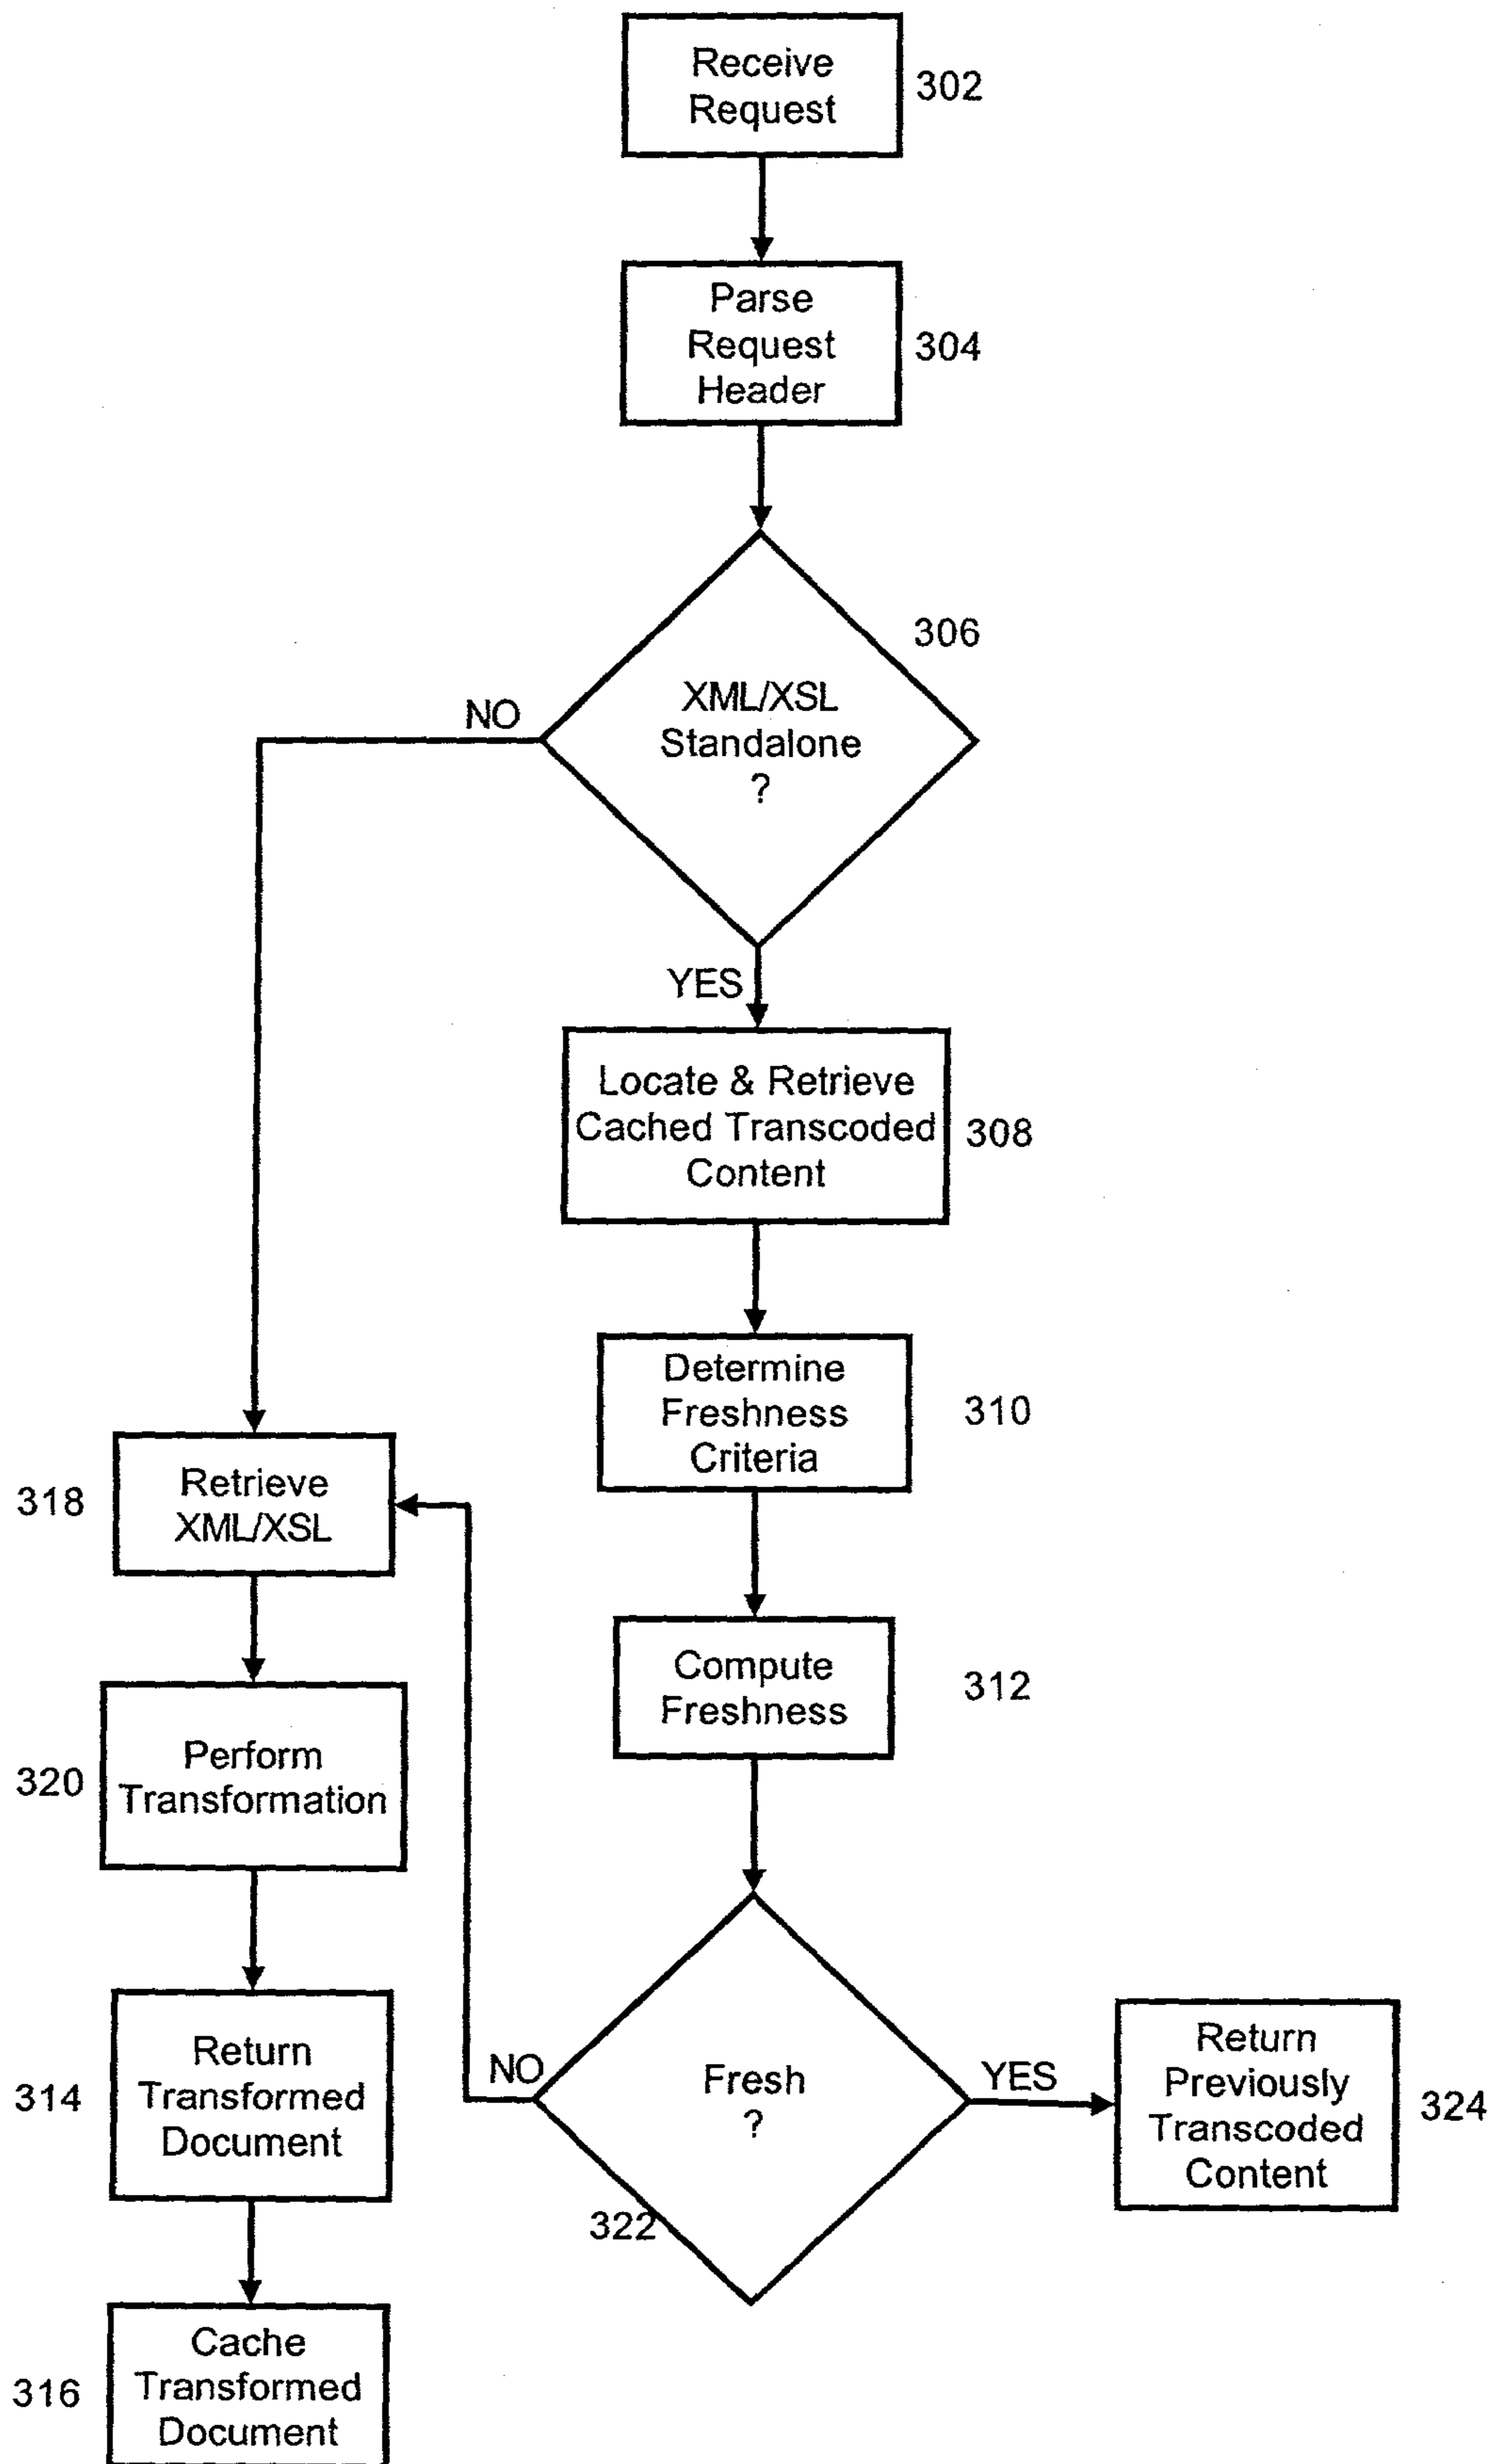 Receive
Request
302
Parse
Request
Header
304
306
XML/XSL
Standalone
?
NO
YES
Locate & Retrieve
Cached Transcoded
Content
308
Determine
Freshness
Criteria
310
318
Retrieve
XML/XSL
Compute
Freshness
312
320
Perform
Transformation
314
Return
Transformed
Document
NO
Fresh
?
YES
322
Return
Previously
Transcoded
Content
324
316
Cache
Transformed
Document